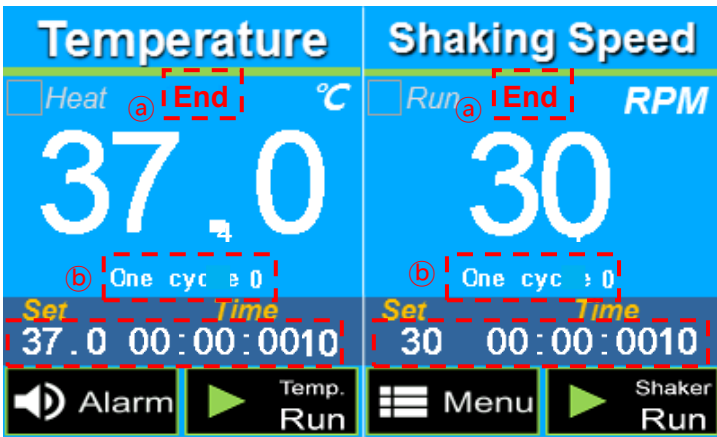 Temperature
Heat
ⓐ
End
℃
37.0
ⓑ
One cyc e 0
Set
Time
37.0 00:00:0010
Alarm
Temp.
Run
Shaking Speed
Run
ⓐ
End
RPM
30
ⓑ
One cyc e 0
Set
Time
30 00:00:0010
Menu
Shaker
Run